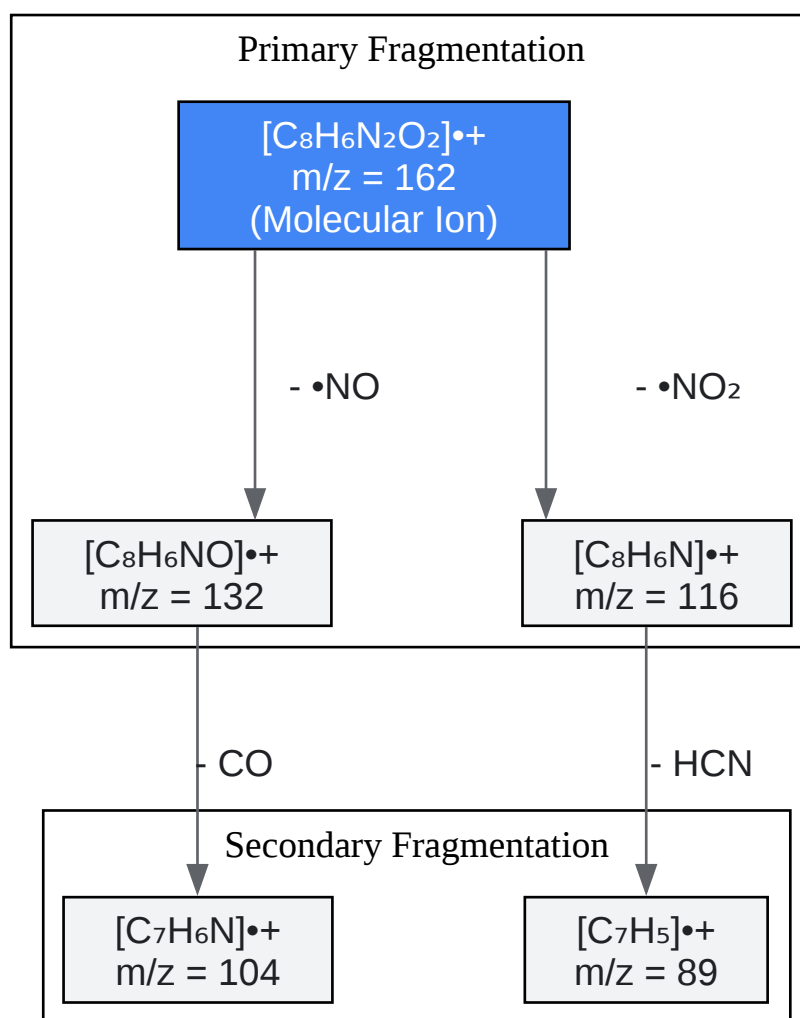 Primary Fragmentation
[C₈H₆N₂O₂]•+
m/z = 162
(Molecular Ion)
- •NO
- •NO₂
[C₈H₆NO]•+
m/z = 132
[C₈H₆N]•+
m/z = 116
- CO
- HCN
Secondary Fragmentation
[C₇H₆N]•+
m/z = 104
[C₇H₅]•+
m/z = 89